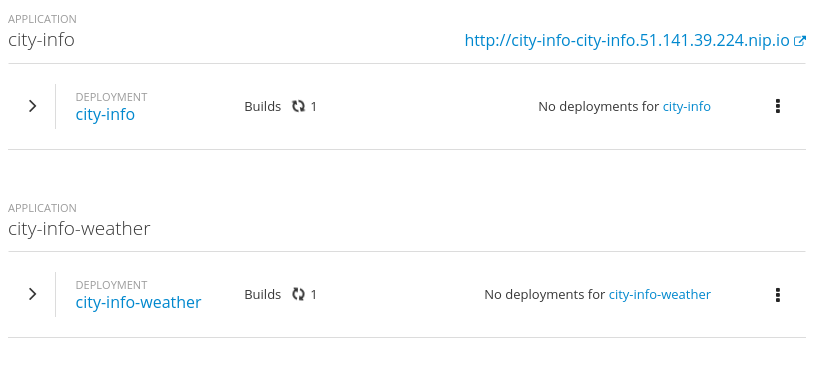 APPLICATION
city-info
http://city-info-city-info.51.141.39.224.nip.io
DEPLOYMENT
city-info
Builds 1
No deployments for city-info
APPLICATION
city-info-weather
DEPLOYMENT
city-info-weather
Builds 1
No deployments for city-info-weather